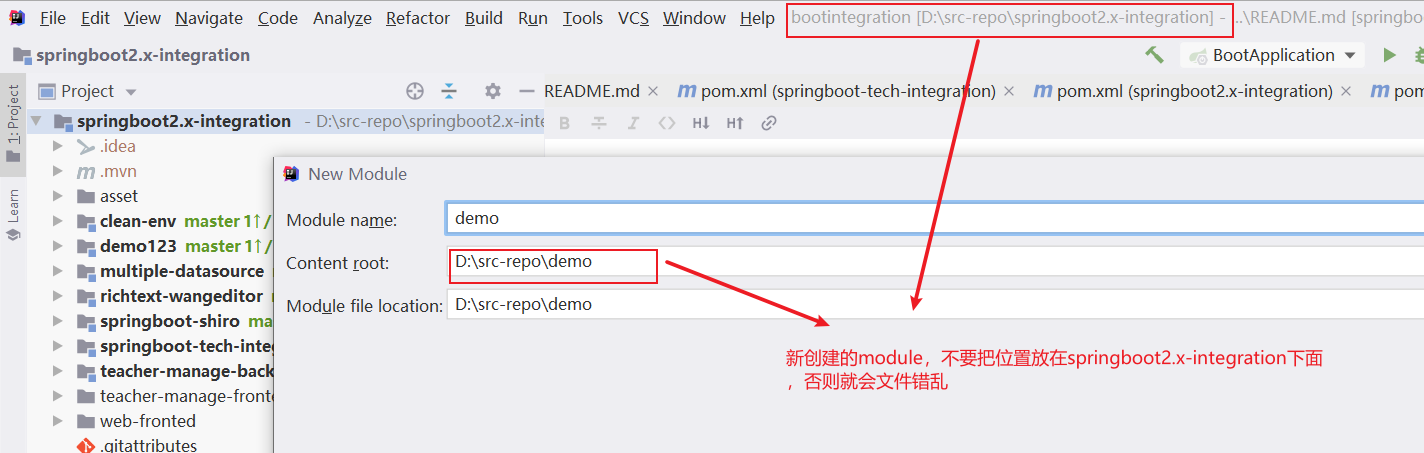 File Edit View Navigate Code Analyze Refactor Build Run Tools VCS Window Help bootintegration [D:\src-repo\springboot2.x-integration] - ...\README.md [spring
springboot2.x-integration BootApplication
1: Project
Learn
Project
README.md × pom.xml (springboot-tech-integration) × pom.xml (springboot2.x-integration) × pom
springboot2.x-integration - D:\src-repo\springboot2.x-inte
B I <> H↓ H↑
.idea
.mvn
asset
clean-env master 1↑/
demo123 master 1↑/
multiple-datasource
richtext-wangeditor
springboot-shiro ma
springboot-tech-inte
teacher-manage-back
teacher-manage-fronte
web-fronted
.gitattributes
New Module
Module name: demo
Content root: D:\src-repo\demo
Module file location: D:\src-repo\demo
新创建的module，不要把位置放在springboot2.x-integration下面
，否则就会文件错乱